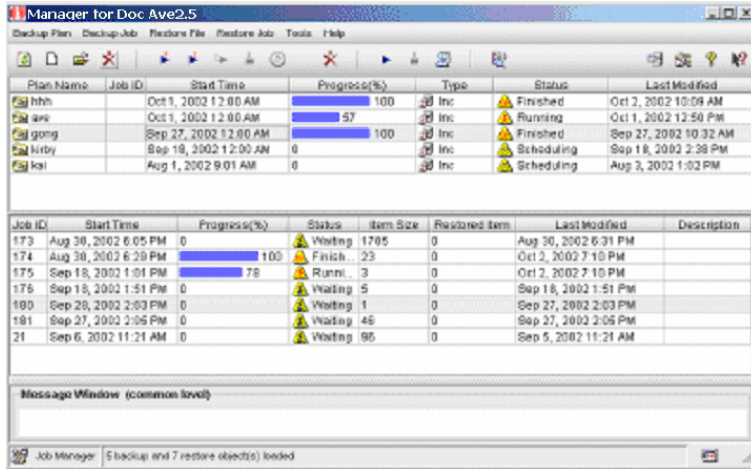 Manager for Doc Ave2.5
Backup Plan Backup Job Restore File Restore Job Tools Help
Plan Name Job ID Start Time Progress(%) Type Status Last Modified
hhh Oct 1, 2002 12:00 AM 100 Inc Finished Oct 2, 2002 10:09 AM
ave Oct 1, 2002 12:00 AM 57 Inc Running Oct 1, 2002 12:50 PM
gong Sep 27, 2002 12:00 AM 100 Inc Finished Sep 27, 2002 10:32 AM
kirby Sep 18, 2002 12:00 AM 0 Inc Scheduling Sep 18, 2002 2:38 PM
kai Aug 1, 2002 9:01 AM 0 Inc Scheduling Aug 3, 2002 1:02 PM
Job ID Start Time Progress(%) Status Item Size Restored Item Last Modified Description
173 Aug 30, 2002 6:05 PM 0 Waiting 1785 0 Aug 30, 2002 6:31 PM
174 Aug 30, 2002 6:29 PM 100 Finish... 23 0 Oct 2, 2002 7:10 PM
175 Sep 18, 2002 1:01 PM 78 Runni... 3 0 Oct 2, 2002 7:10 PM
176 Sep 18, 2002 1:51 PM 0 Waiting 5 0 Sep 18, 2002 1:51 PM
180 Sep 28, 2002 2:03 PM 0 Waiting 1 0 Sep 27, 2002 2:03 PM
181 Sep 27, 2002 2:05 PM 0 Waiting 46 0 Sep 27, 2002 2:05 PM
21 Sep 6, 2002 11:21 AM 0 Waiting 96 0 Sep 5, 2002 11:21 AM
Message Window (common level)
Job Manager 5 backup and 7 restore object(s) loaded